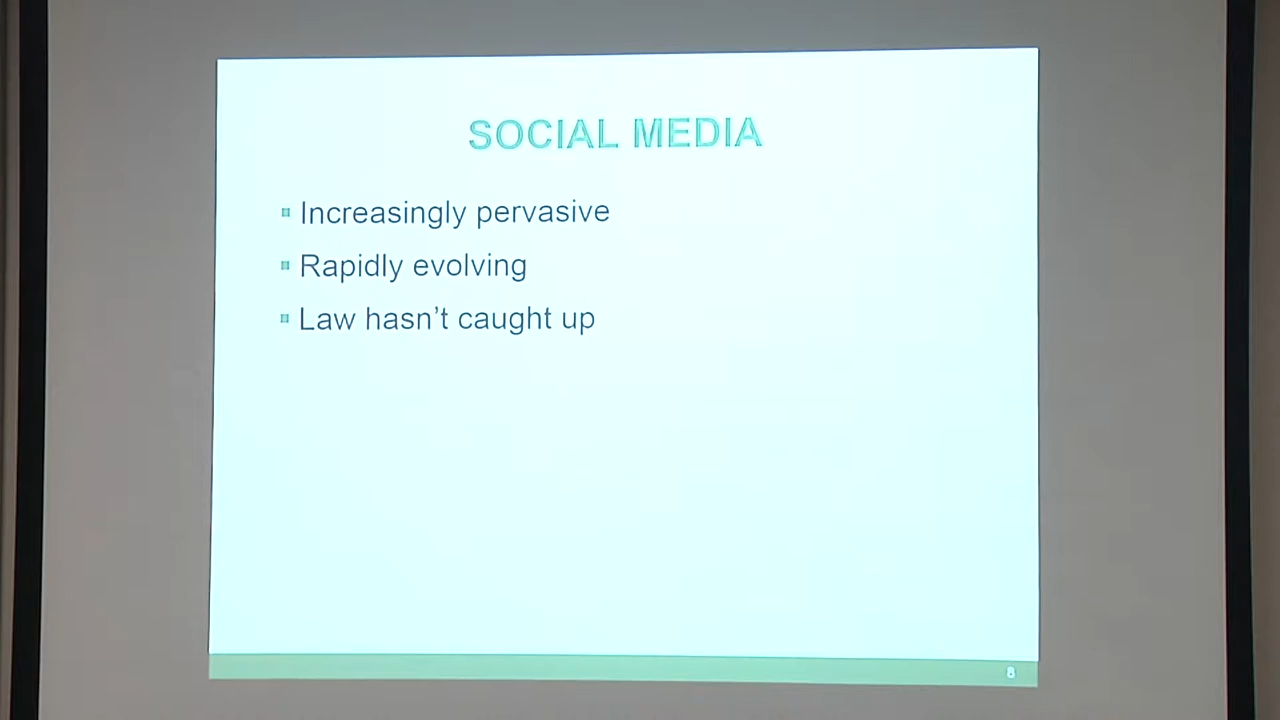 SOCIAL MEDIA
Increasingly pervasive
Rapidly evolving
Law hasn't caught up
8